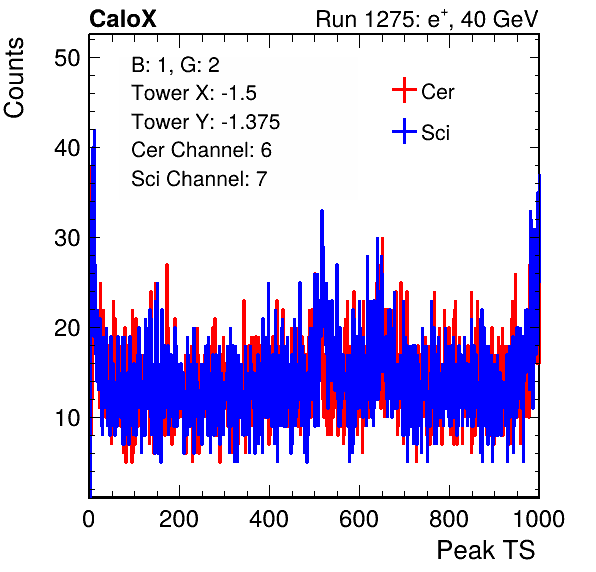 CaloX Run 1275: e⁺, 40 GeV
Counts
B: 1, G: 2
Tower X: -1.5
Tower Y: -1.375
Cer Channel: 6
Sci Channel: 7
Cer
Sci
50
40
30
20
10
0 200 400 600 800 1000
Peak TS